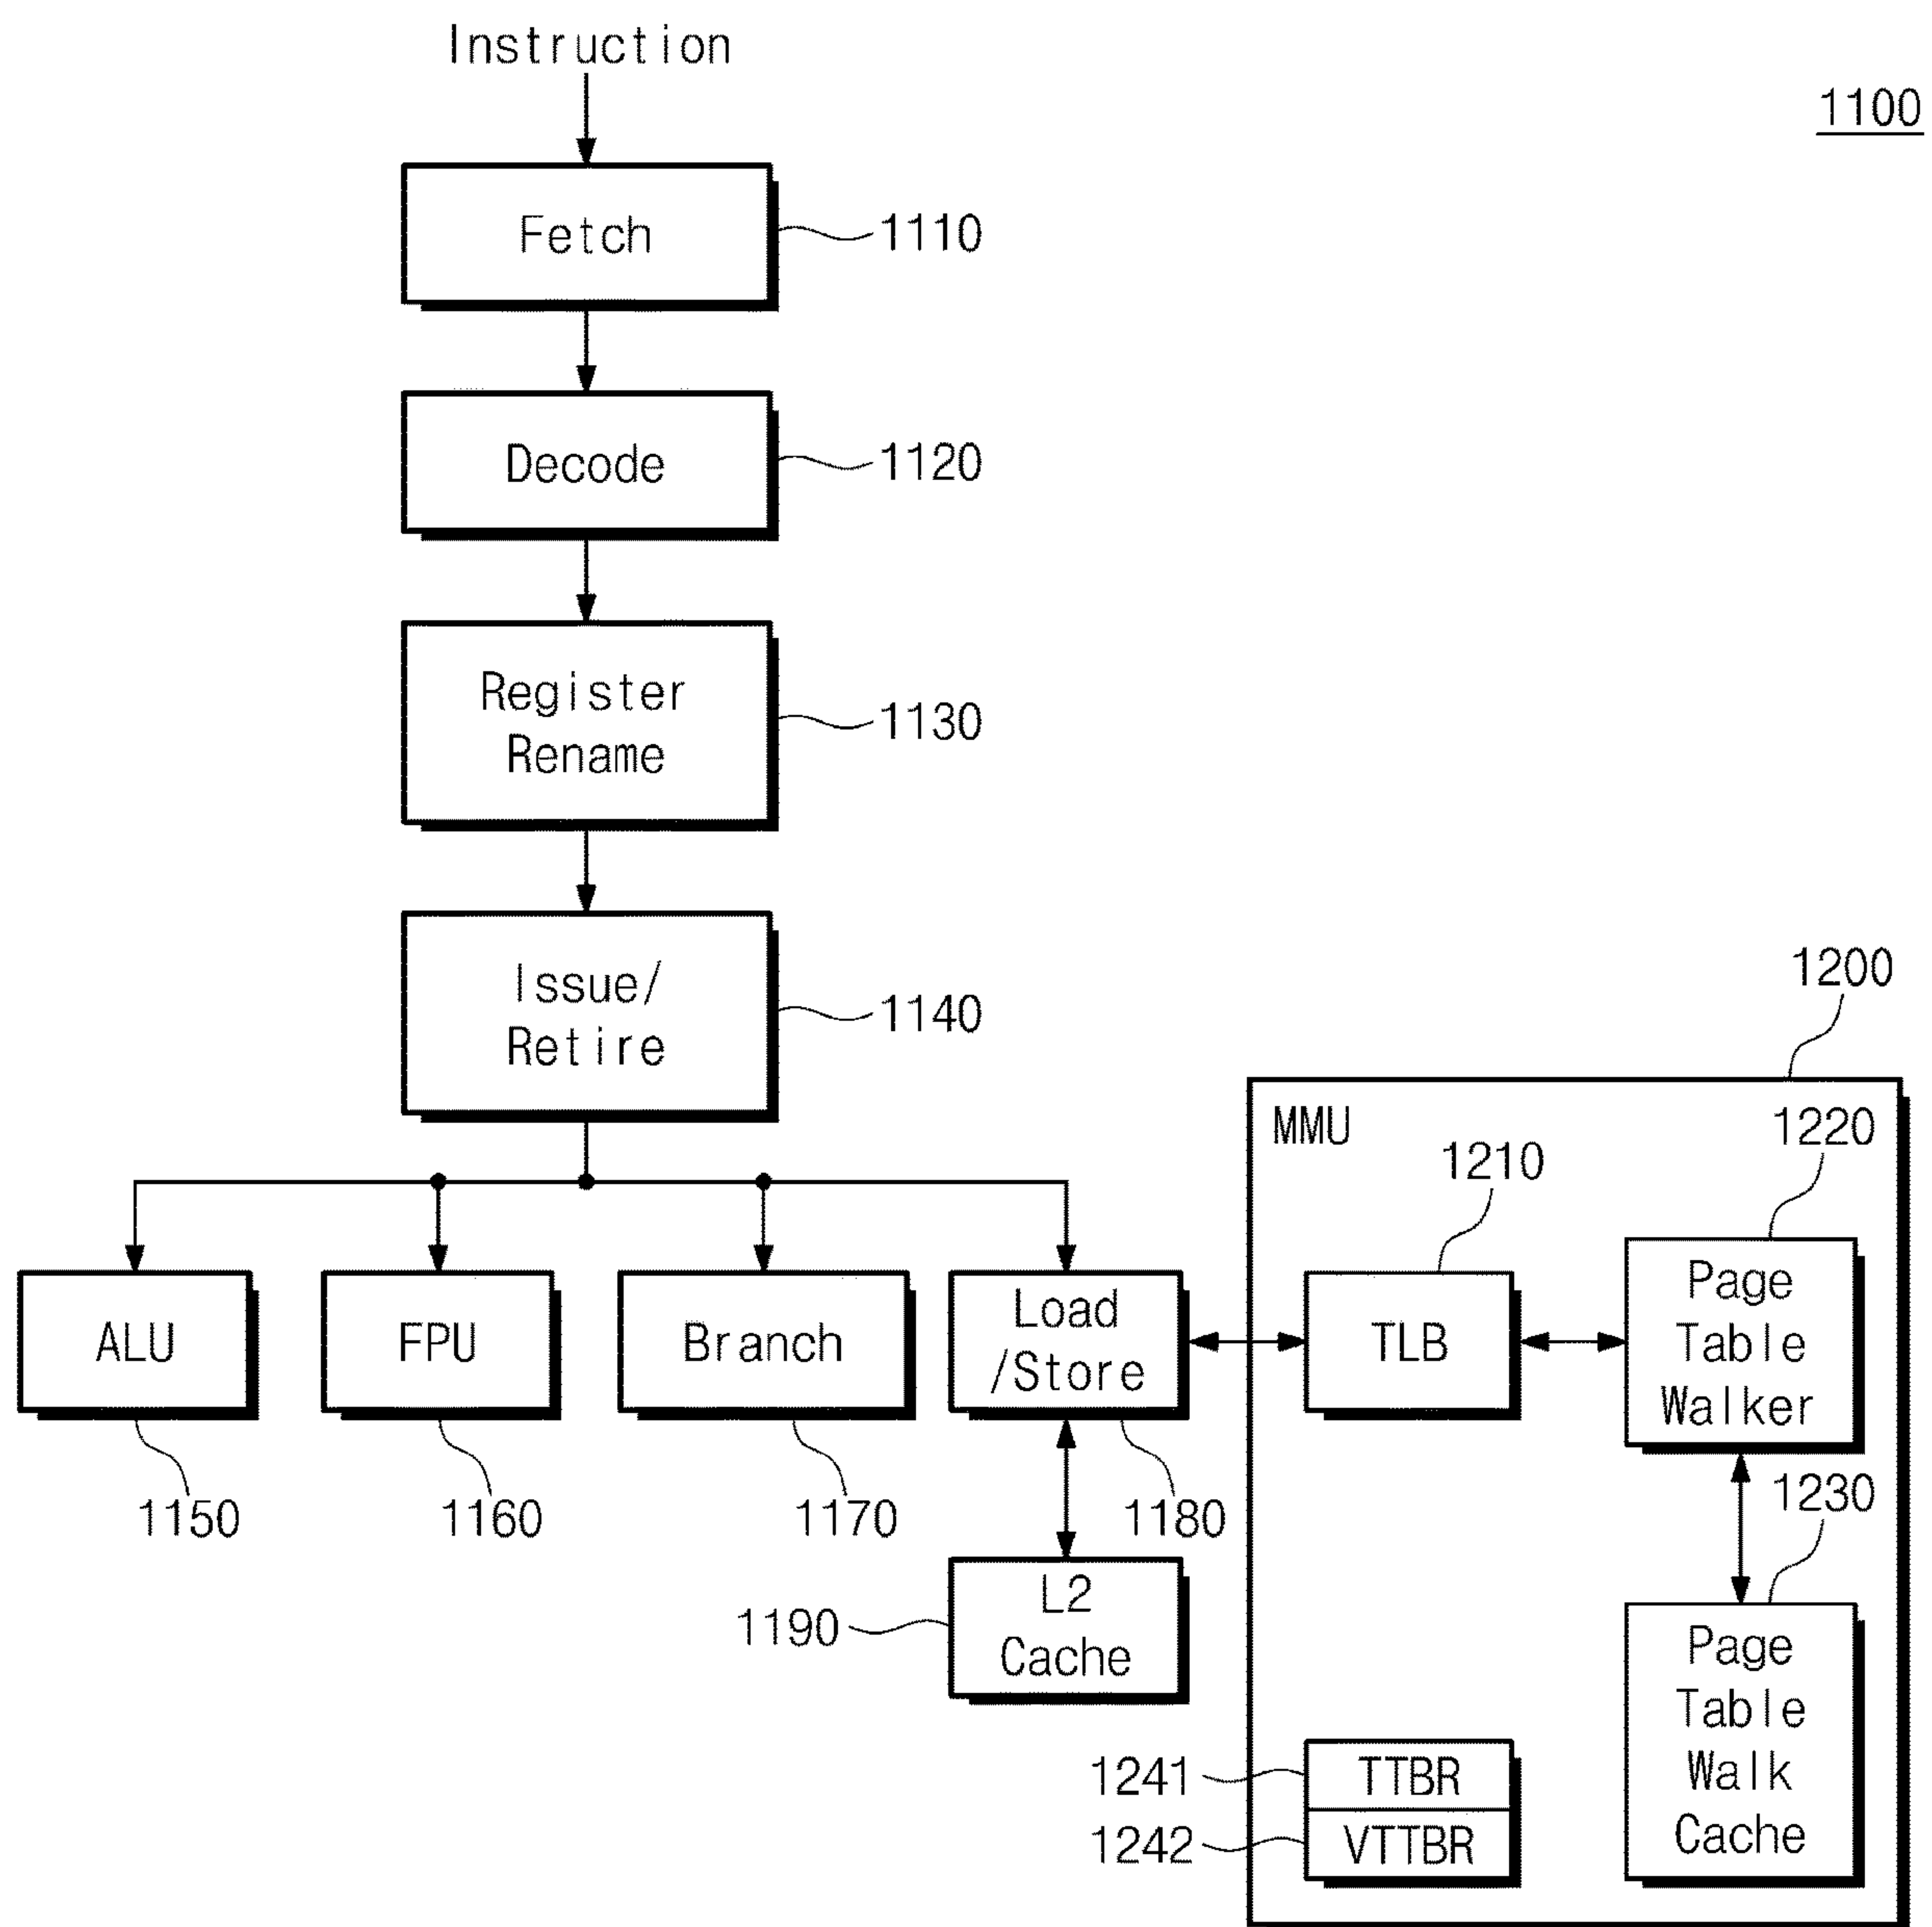 Instruction
1100
Fetch
1110
Decode
1120
Register
Rename
1130
Issue/
Retire
1140
1200
MMU
1220
1210
ALU
FPU
Branch
Load
/Store
TLB
Page
Table
Walker
1150
1160
1170
1180
1230
L2
Cache
1190
Page
Table
Walk
Cache
1241
TTBR
1242
VTTBR